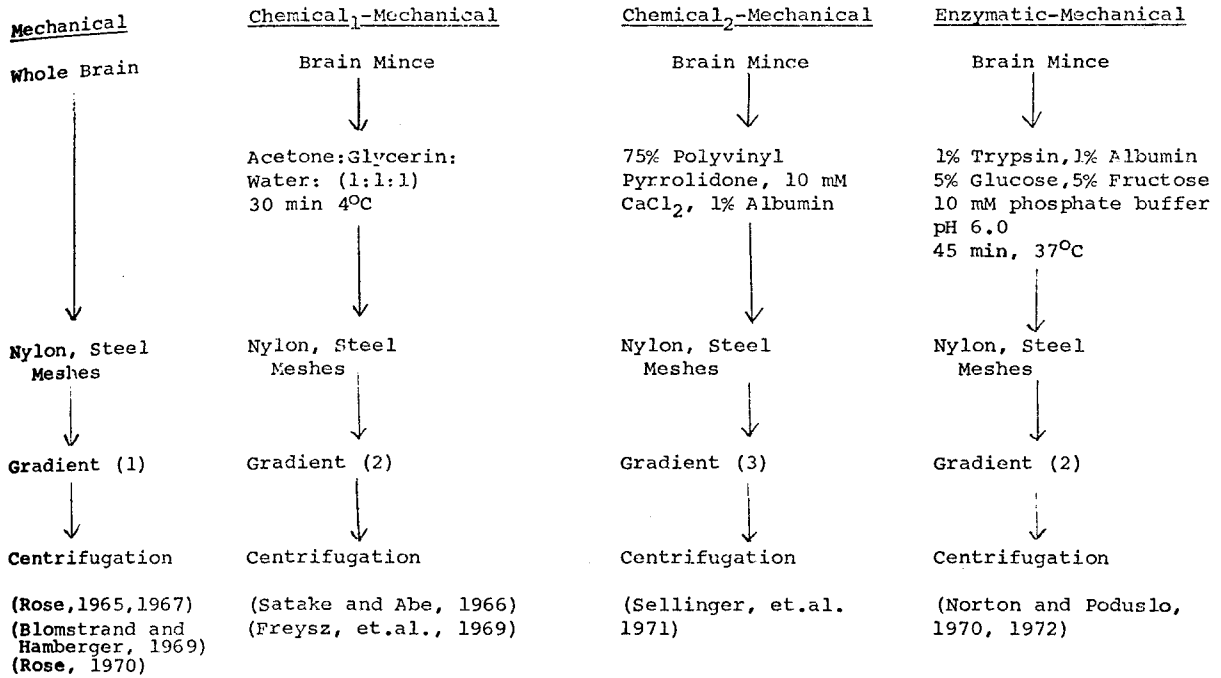 Mechanical
Whole Brain
Nylon, Steel
Meshes
Gradient (1)
Centrifugation
(Rose,1965,1967)
(Blomstrand and
Hamberger, 1969)
(Rose, 1970)
Chemical1-Mechanical
Brain Mince
Acetone:Glycerin:
Water: (1:1:1)
30 min 4°C
Nylon, Steel
Meshes
Gradient (2)
Centrifugation
(Satake and Abe, 1966)
(Freysz, et.al., 1969)
Chemical2-Mechanical
Brain Mince
75% Polyvinyl
Pyrrolidone, 10 mM
CaCl2, 1% Albumin
Nylon, Steel
Meshes
Gradient (3)
Centrifugation
(Sellinger, et.al.
1971)
Enzymatic-Mechanical
Brain Mince
1% Trypsin,1% Albumin
5% Glucose,5% Fructose
10 mM phosphate buffer
pH 6.0
45 min, 37°C
Nylon, Steel
Meshes
Gradient (2)
Centrifugation
(Norton and Poduslo,
1970, 1972)